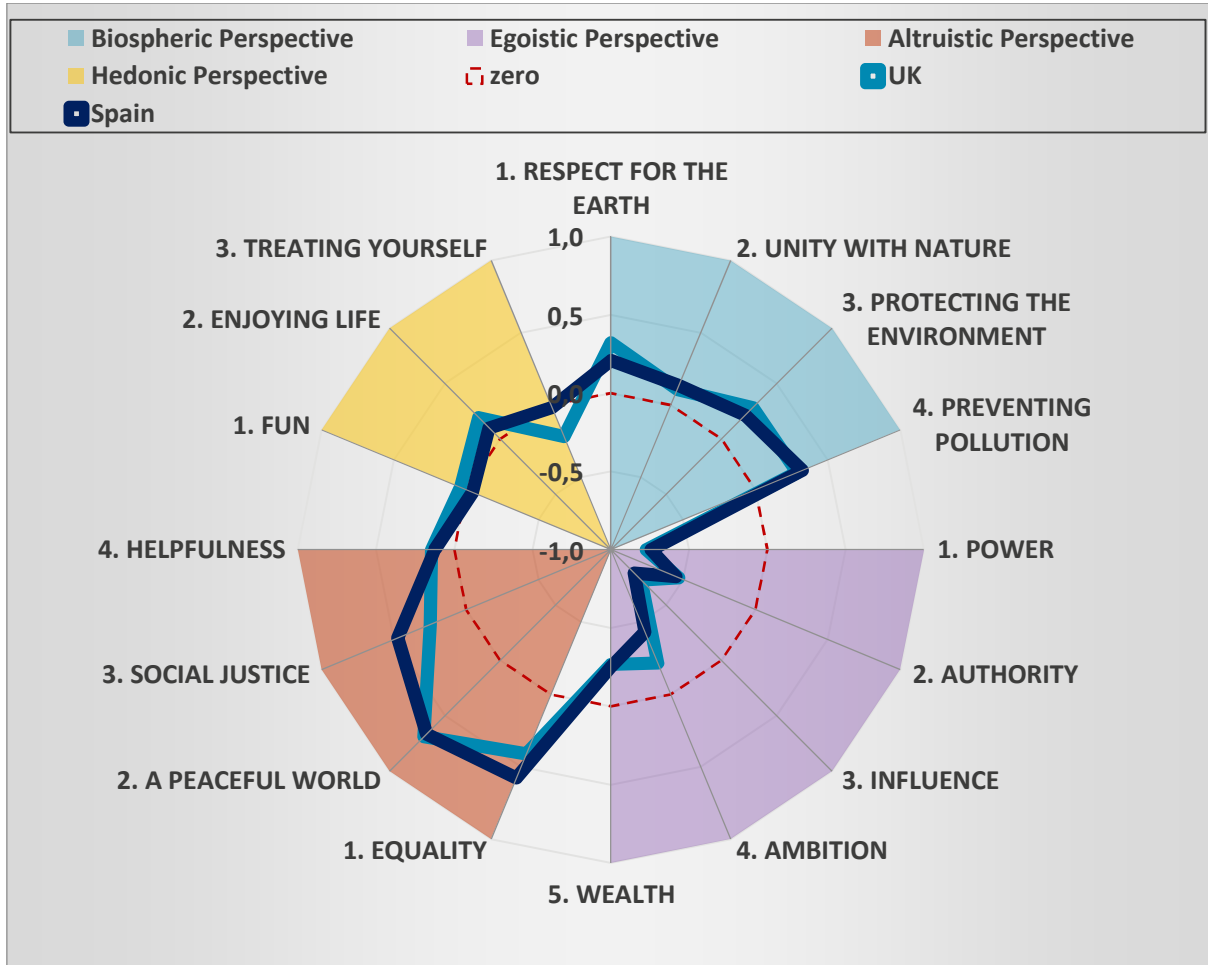 Biospheric Perspective
Egoistic Perspective
Altruistic Perspective
Hedonic Perspective
zero
UK
Spain
1. RESPECT FOR THE
EARTH
2. UNITY WITH NATURE
3. PROTECTING THE
ENVIRONMENT
4. PREVENTING
POLLUTION
1. POWER
2. AUTHORITY
3. INFLUENCE
4. AMBITION
5. WEALTH
1. EQUALITY
2. A PEACEFUL WORLD
3. SOCIAL JUSTICE
4. HELPFULNESS
1. FUN
2. ENJOYING LIFE
3. TREATING YOURSELF
1,0
0,5
0,0
-0,5
-1,0